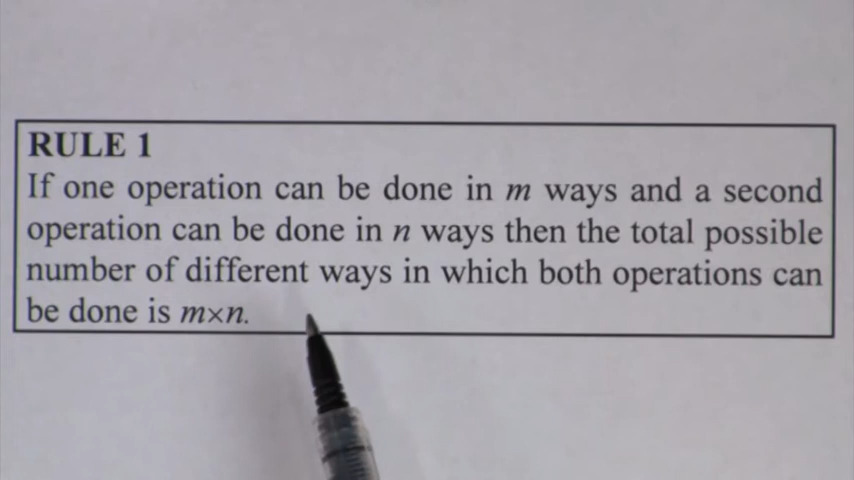 RULE 1
If one operation can be done in m ways and a second
operation can be done in n ways then the total possible
number of different ways in which both operations can
be done is m×n.